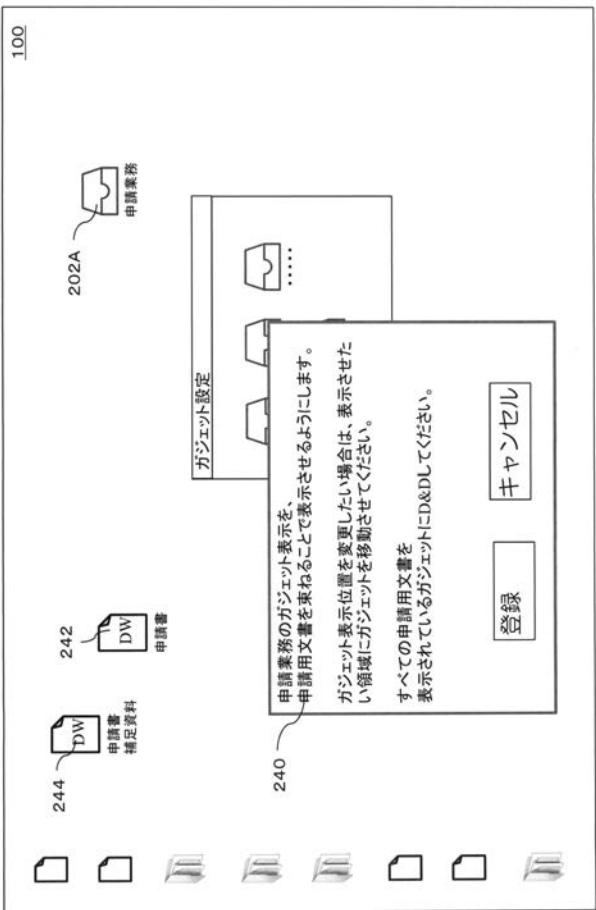 100
244
DW
申請書
補足資料
242
DW
申請書
202A
申請業務
ガジェット設定
.....
240
申請業務のガジェット表示を、
申請用文書を束ねることで表示させるようにします。
ガジェット表示位置を変更したい場合は、表示させた
い領域にガジェットを移動させてください。
すべての申請用文書を
表示されているガジェットにD&Dしてください。
登録
キャンセル